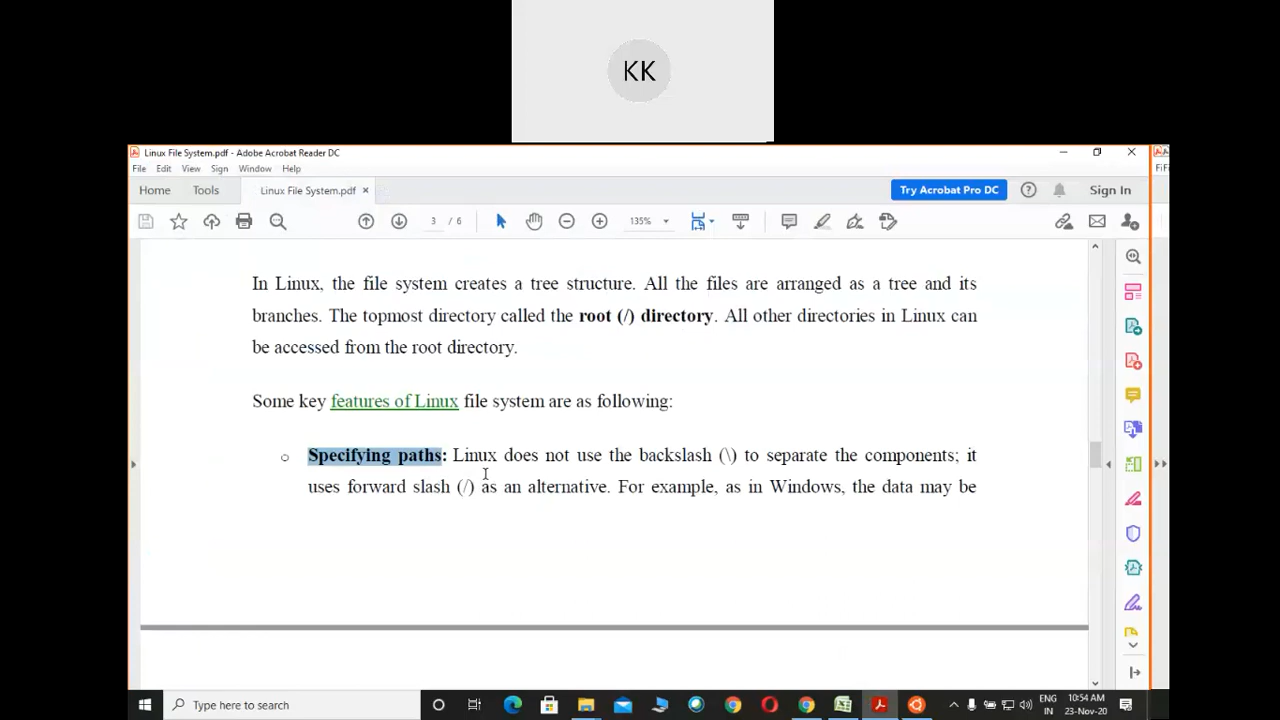 KK
Linux File System.pdf - Adobe Acrobat Reader DC
File Edit View Sign Window Help
Home Tools Linux File System.pdf × Try Acrobat Pro DC Sign In
3 / 6 135%
In Linux, the file system creates a tree structure. All the files are arranged as a tree and its
branches. The topmost directory called the root (/) directory. All other directories in Linux can
be accessed from the root directory.
Some key features of Linux file system are as following:
○ Specifying paths: Linux does not use the backslash (\) to separate the components; it
uses forward slash (/) as an alternative. For example, as in Windows, the data may be
Type here to search
ENG 10:54 AM
IN 23-Nov-20